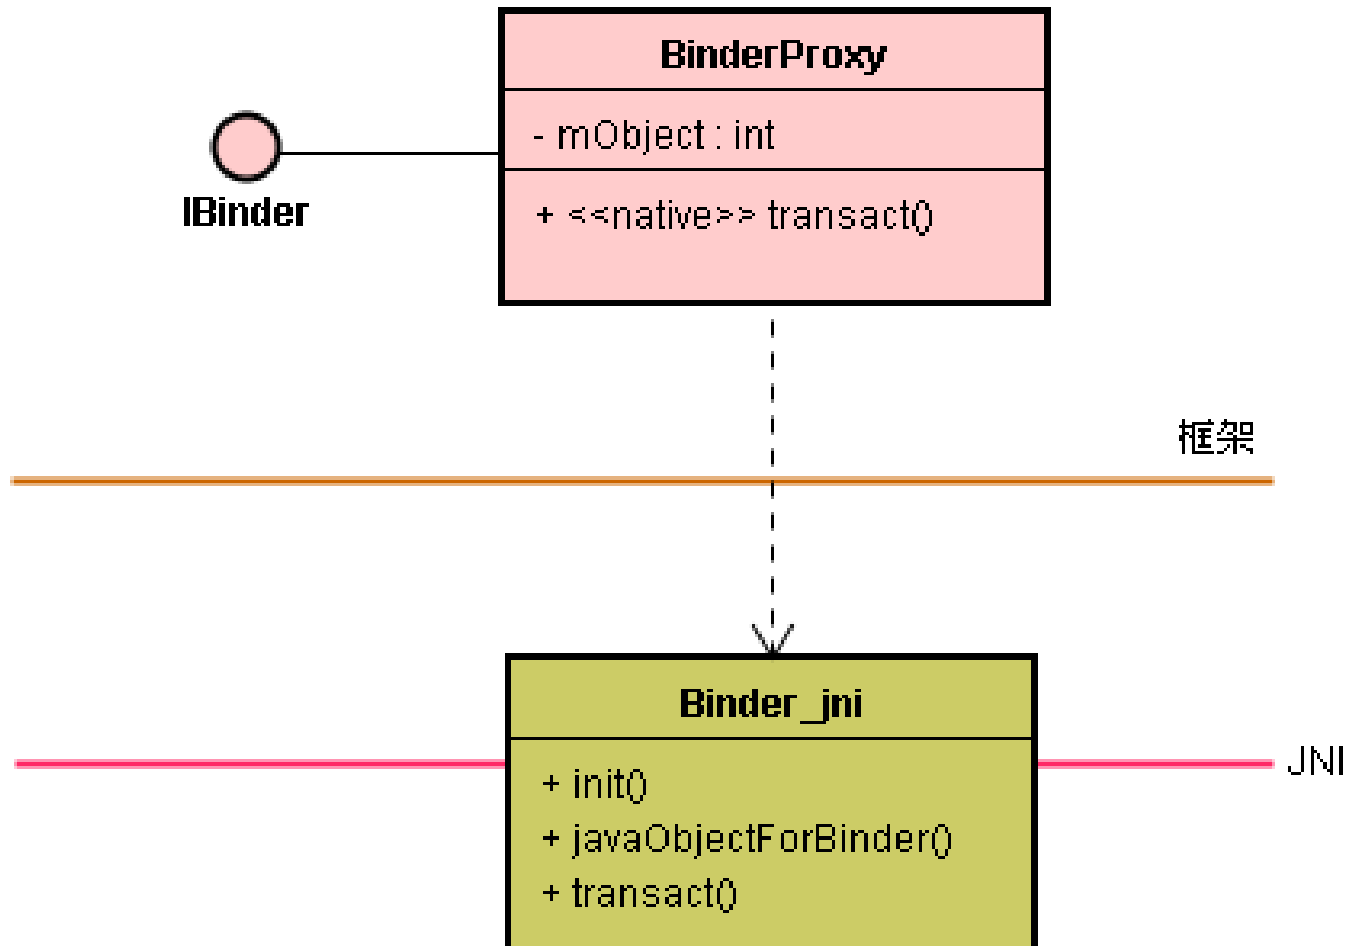 BinderProxy
- mObject : int
IBinder
+ <<native>> transact()
框架
Binder_jni
JNI
+ init()
+ javaObjectForBinder()
+ transact()